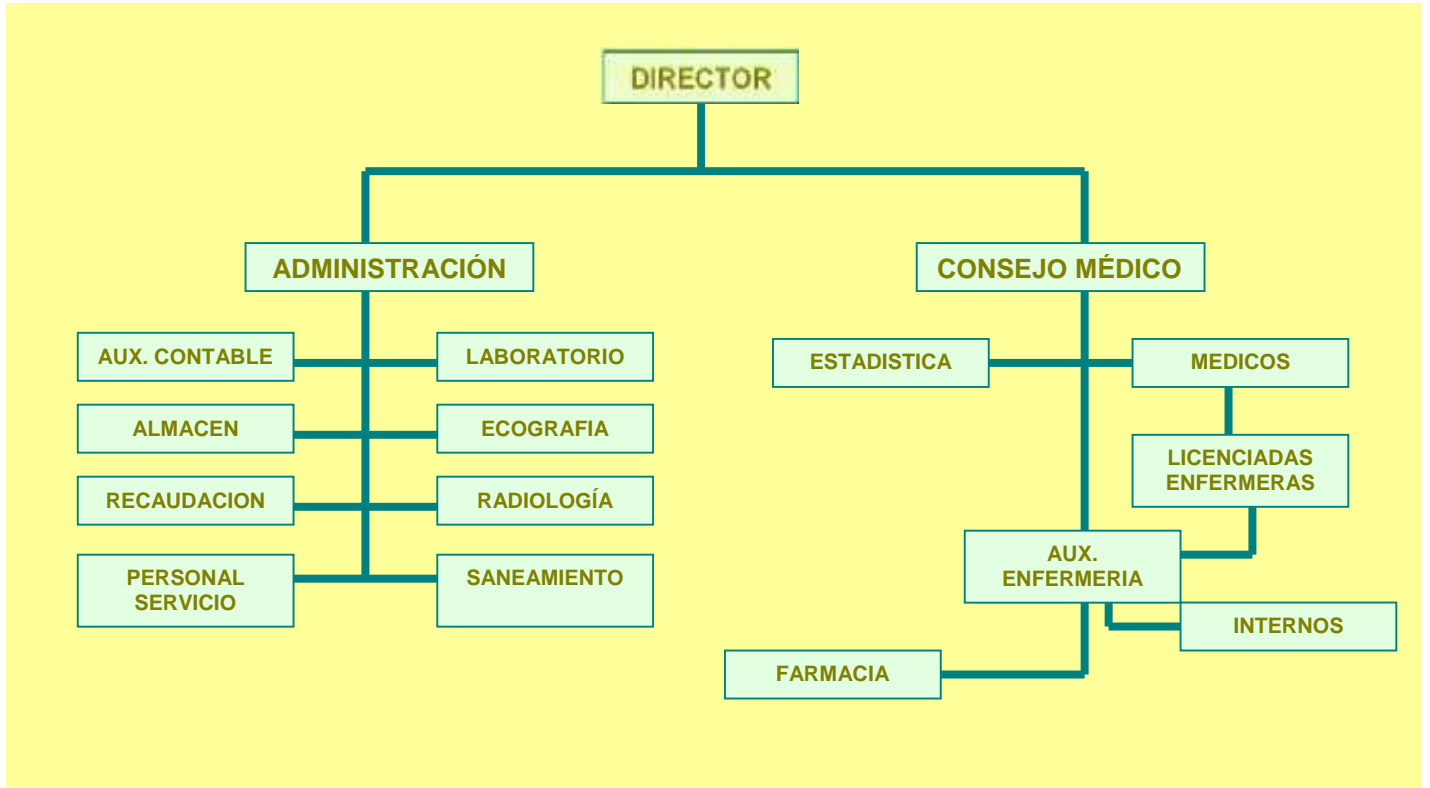 DIRECTOR
ADMINISTRACIÓN
CONSEJO MÉDICO
AUX. CONTABLE
LABORATORIO
ESTADISTICA
MEDICOS
ALMACEN
ECOGRAFIA
LICENCIADAS
ENFERMERAS
RECAUDACION
RADIOLOGÍA
AUX.
ENFERMERIA
PERSONAL
SERVICIO
SANEAMIENTO
INTERNOS
FARMACIA